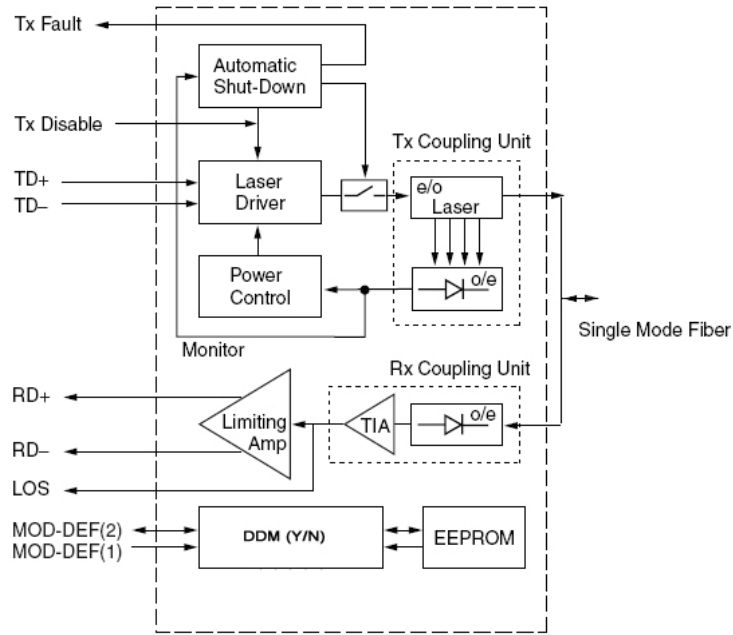 Tx Fault
Automatic
Shut-Down
Tx Disable
Tx Coupling Unit
TD+
TD–
Laser
Driver
e/o
Laser
Power
Control
o/e
Single Mode Fiber
Monitor
Rx Coupling Unit
RD+
RD–
Limiting
Amp
TIA
o/e
LOS
MOD-DEF(2)
MOD-DEF(1)
DDM (Y/N)
EEPROM